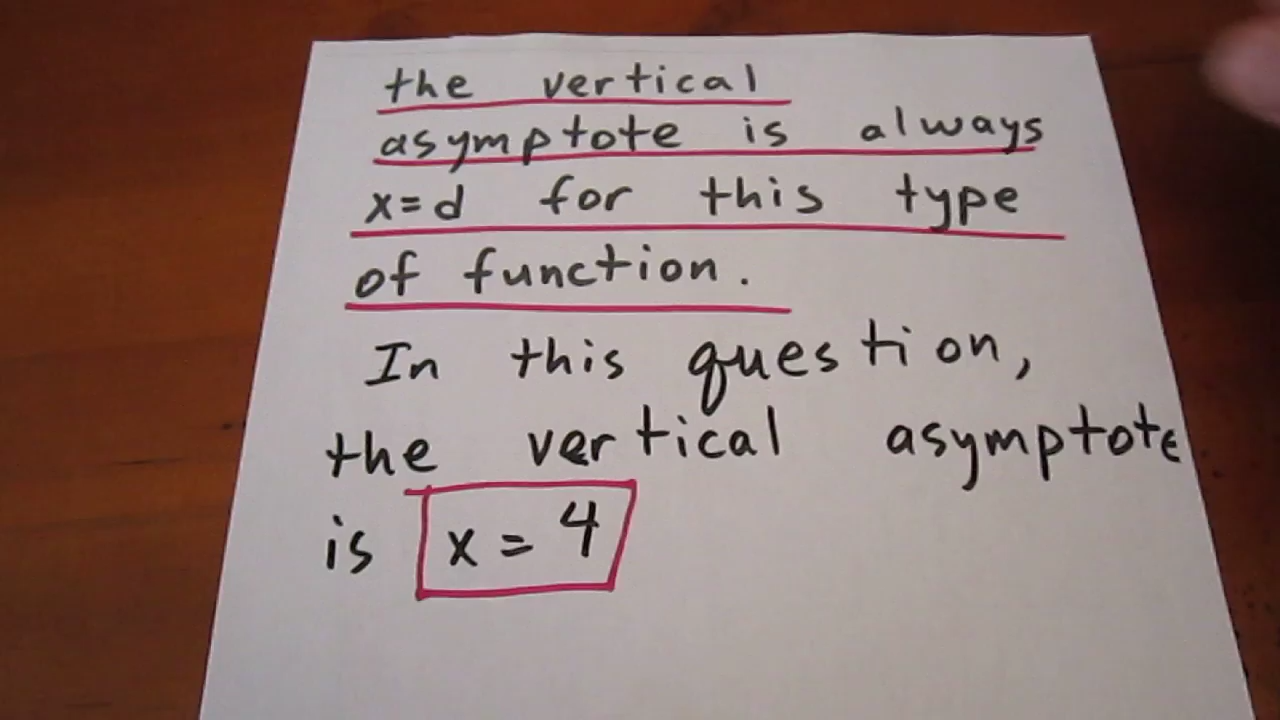 the vertical
asymptote is always
x=d for this type
of function.
In this question,
the vertical asymptote
is x = 4